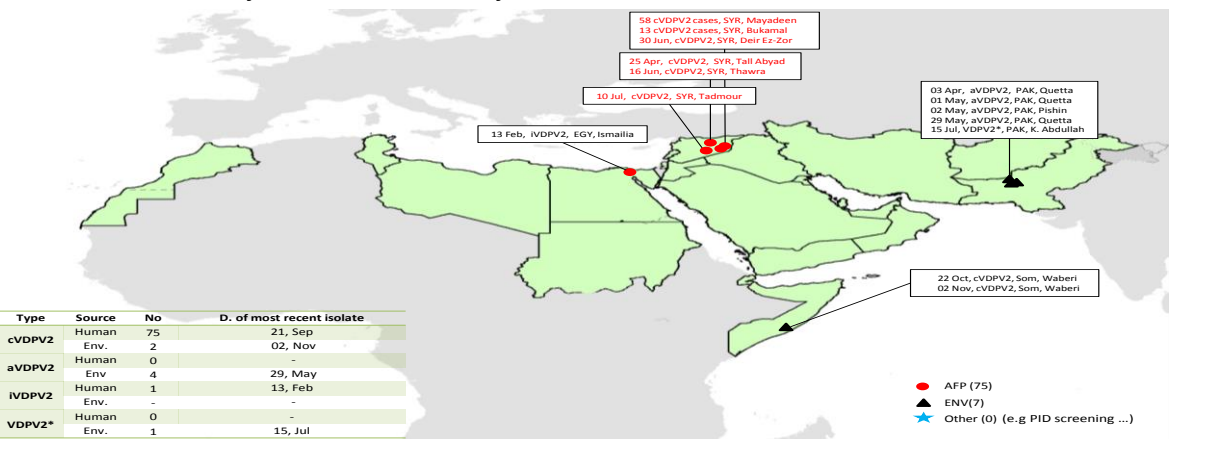 58 cVDPV2 cases, SYR, Mayadeen
13 cVDPV2 cases, SYR, Bukamal
30 Jun, cVDPV2, SYR, Deir Ez-Zor
25 Apr, cVDPV2, SYR, Tall Abyad
16 Jun, cVDPV2, SYR, Thawra
10 Jul, cVDPV2, SYR, Tadmour
13 Feb, iVDPV2, EGY, Ismailia
03 Apr, aVDPV2, PAK, Quetta
01 May, aVDPV2, PAK, Quetta
02 May, aVDPV2, PAK, Pishin
29 May, aVDPV2, PAK, Quetta
15 Jul, VDPV2*, PAK, K. Abdullah
22 Oct, cVDPV2, Som, Waberi
02 Nov, cVDPV2, Som, Waberi
Type Source No D. of most recent isolate
cVDPV2 Human 75 21, Sep
Env. 2 02, Nov
aVDPV2 Human 0 -
Env 4 29, May
iVDPV2 Human 1 13, Feb
Env. - -
VDPV2* Human 0 -
Env. 1 15, Jul
AFP (75)
ENV(7)
Other (0) (e.g PID screening ...)